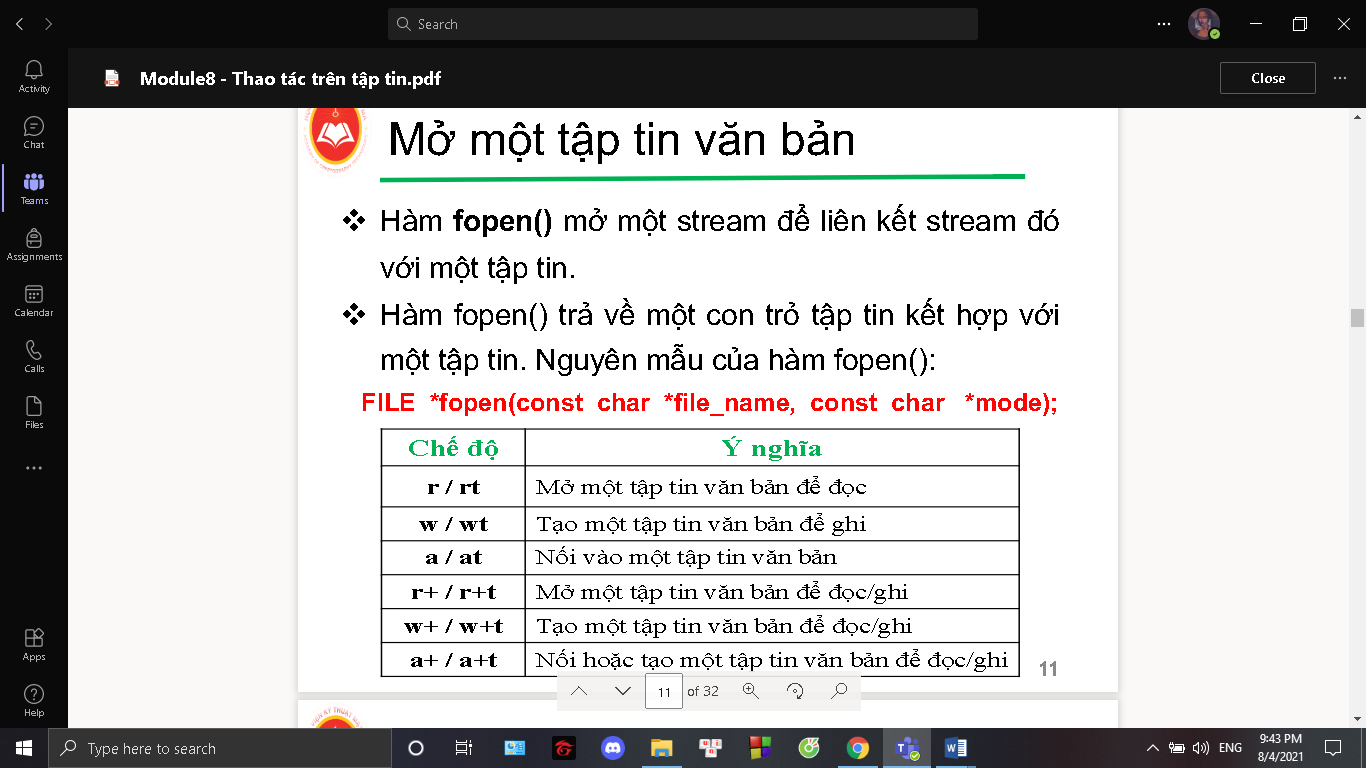 Search
Module8 - Thao tác trên tập tin.pdf
Close
Activity
Chat
Teams
Assignments
Calendar
Calls
Files
Apps
Help
Mở một tập tin văn bản
❖ Hàm fopen() mở một stream để liên kết stream đó
với một tập tin.
❖ Hàm fopen() trả về một con trỏ tập tin kết hợp với
một tập tin. Nguyên mẫu của hàm fopen():
FILE *fopen(const char *file_name, const char *mode);
Chế độ Ý nghĩa
r / rt Mở một tập tin văn bản để đọc
w / wt Tạo một tập tin văn bản để ghi
a / at Nối vào một tập tin văn bản
r+ / r+t Mở một tập tin văn bản để đọc/ghi
w+ / w+t Tạo một tập tin văn bản để đọc/ghi
a+ / a+t Nối hoặc tạo một tập tin văn bản để đọc/ghi
11
11 of 32
Type here to search
ENG
9:43 PM
8/4/2021